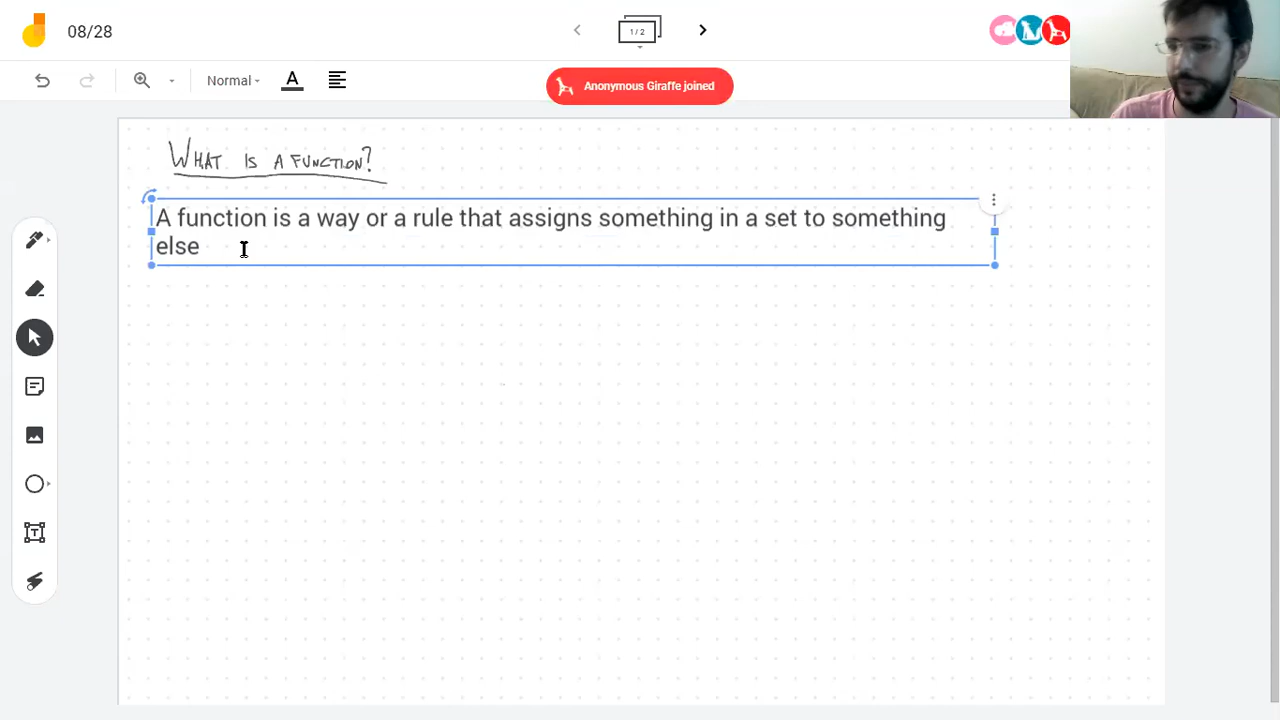 08/28
1 / 2
Normal
A
Anonymous Giraffe joined
WHAT IS A FUNCTION?
A function is a way or a rule that assigns something in a set to something
else
T